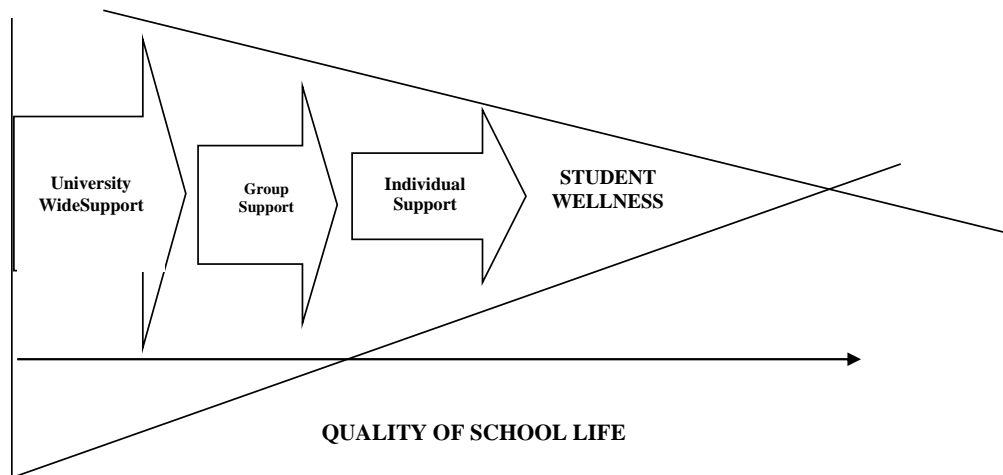 University
WideSupport
Group
Support
Individual
Support
STUDENT
WELLNESS
QUALITY OF SCHOOL LIFE